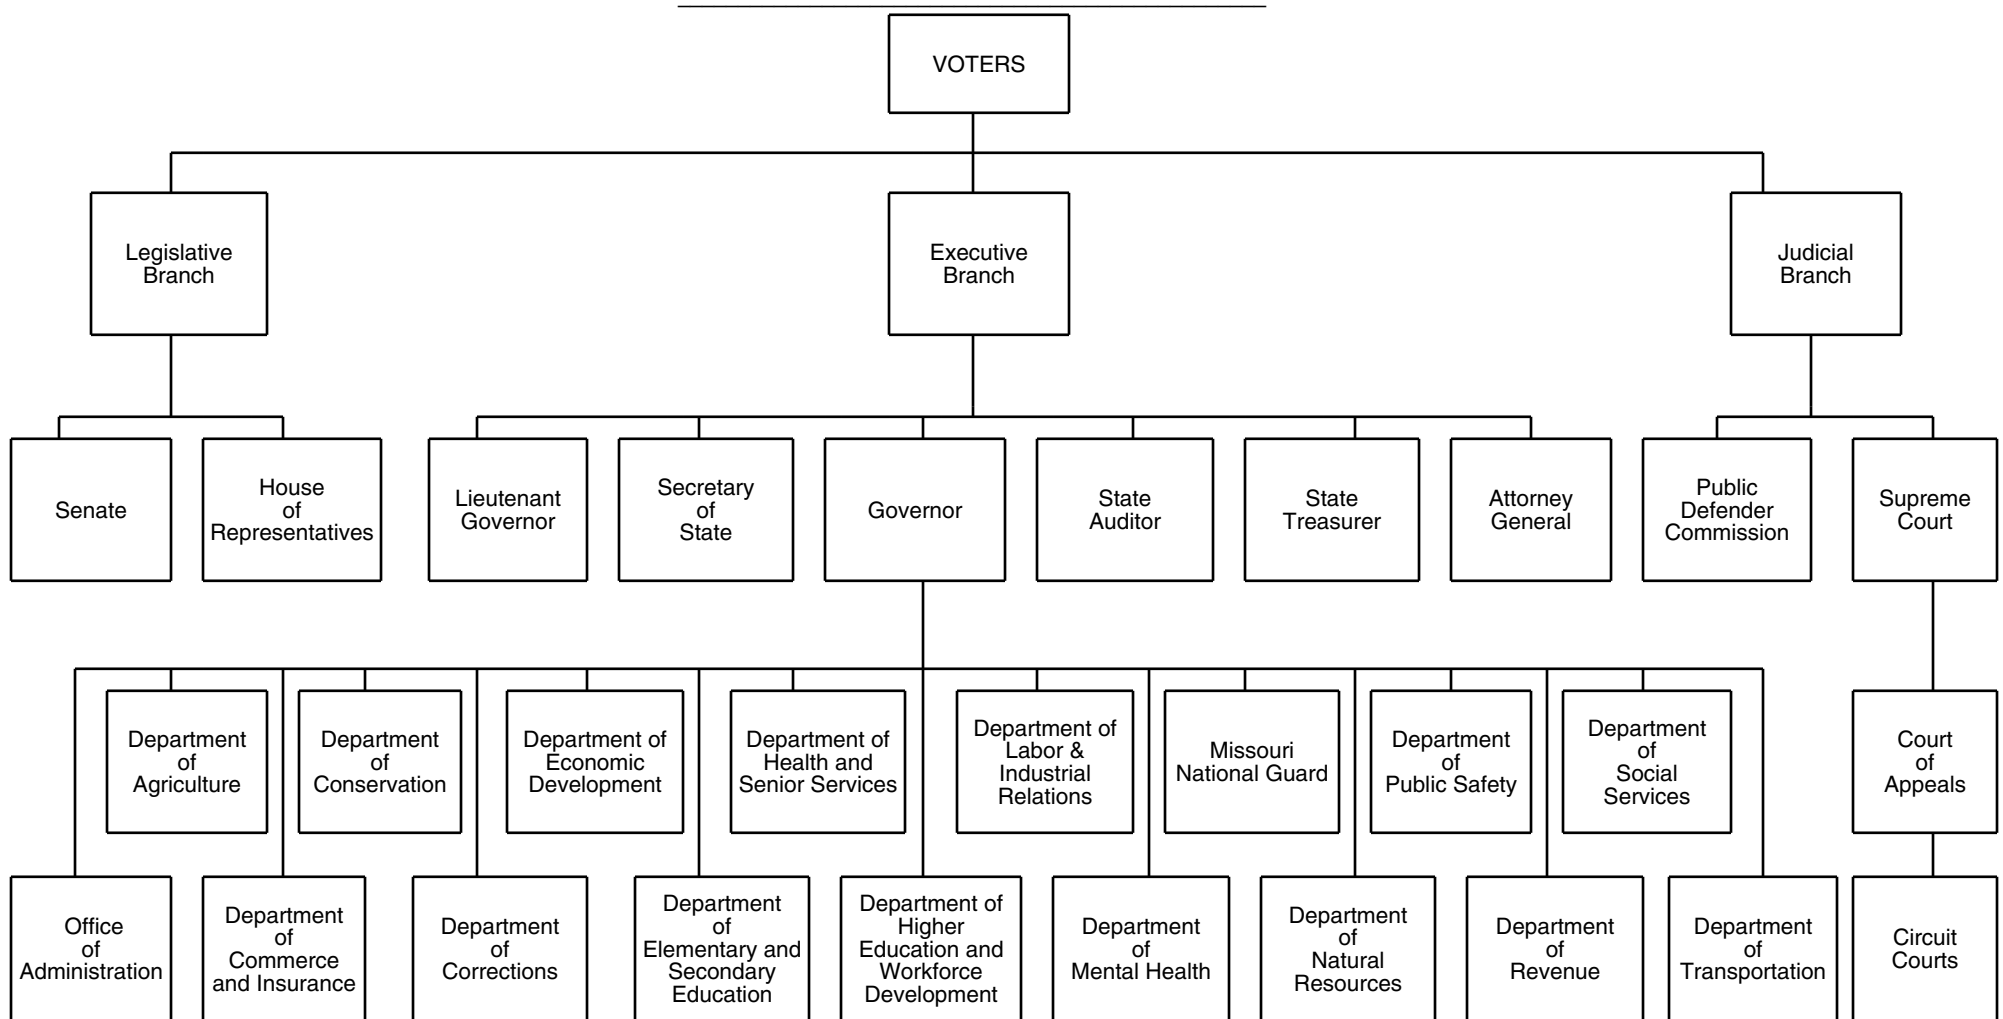 VOTERS
Legislative
Branch
Executive
Branch
Judicial
Branch
Senate
House
of
Representatives
Lieutenant
Governor
Secretary
of
State
Governor
State
Auditor
State
Treasurer
Attorney
General
Public
Defender
Commission
Supreme
Court
Department
of
Agriculture
Department
of
Conservation
Department of
Economic
Development
Department of
Health and
Senior Services
Department of
Labor &
Industrial
Relations
Missouri
National Guard
Department
of
Public Safety
Department
of
Social
Services
Court
of
Appeals
Office
of
Administration
Department
of
Commerce
and Insurance
Department
of
Corrections
Department
of
Elementary and
Secondary
Education
Department of
Higher
Education and
Workforce
Development
Department
of
Mental Health
Department
of
Natural
Resources
Department
of
Revenue
Department
of
Transportation
Circuit
Courts